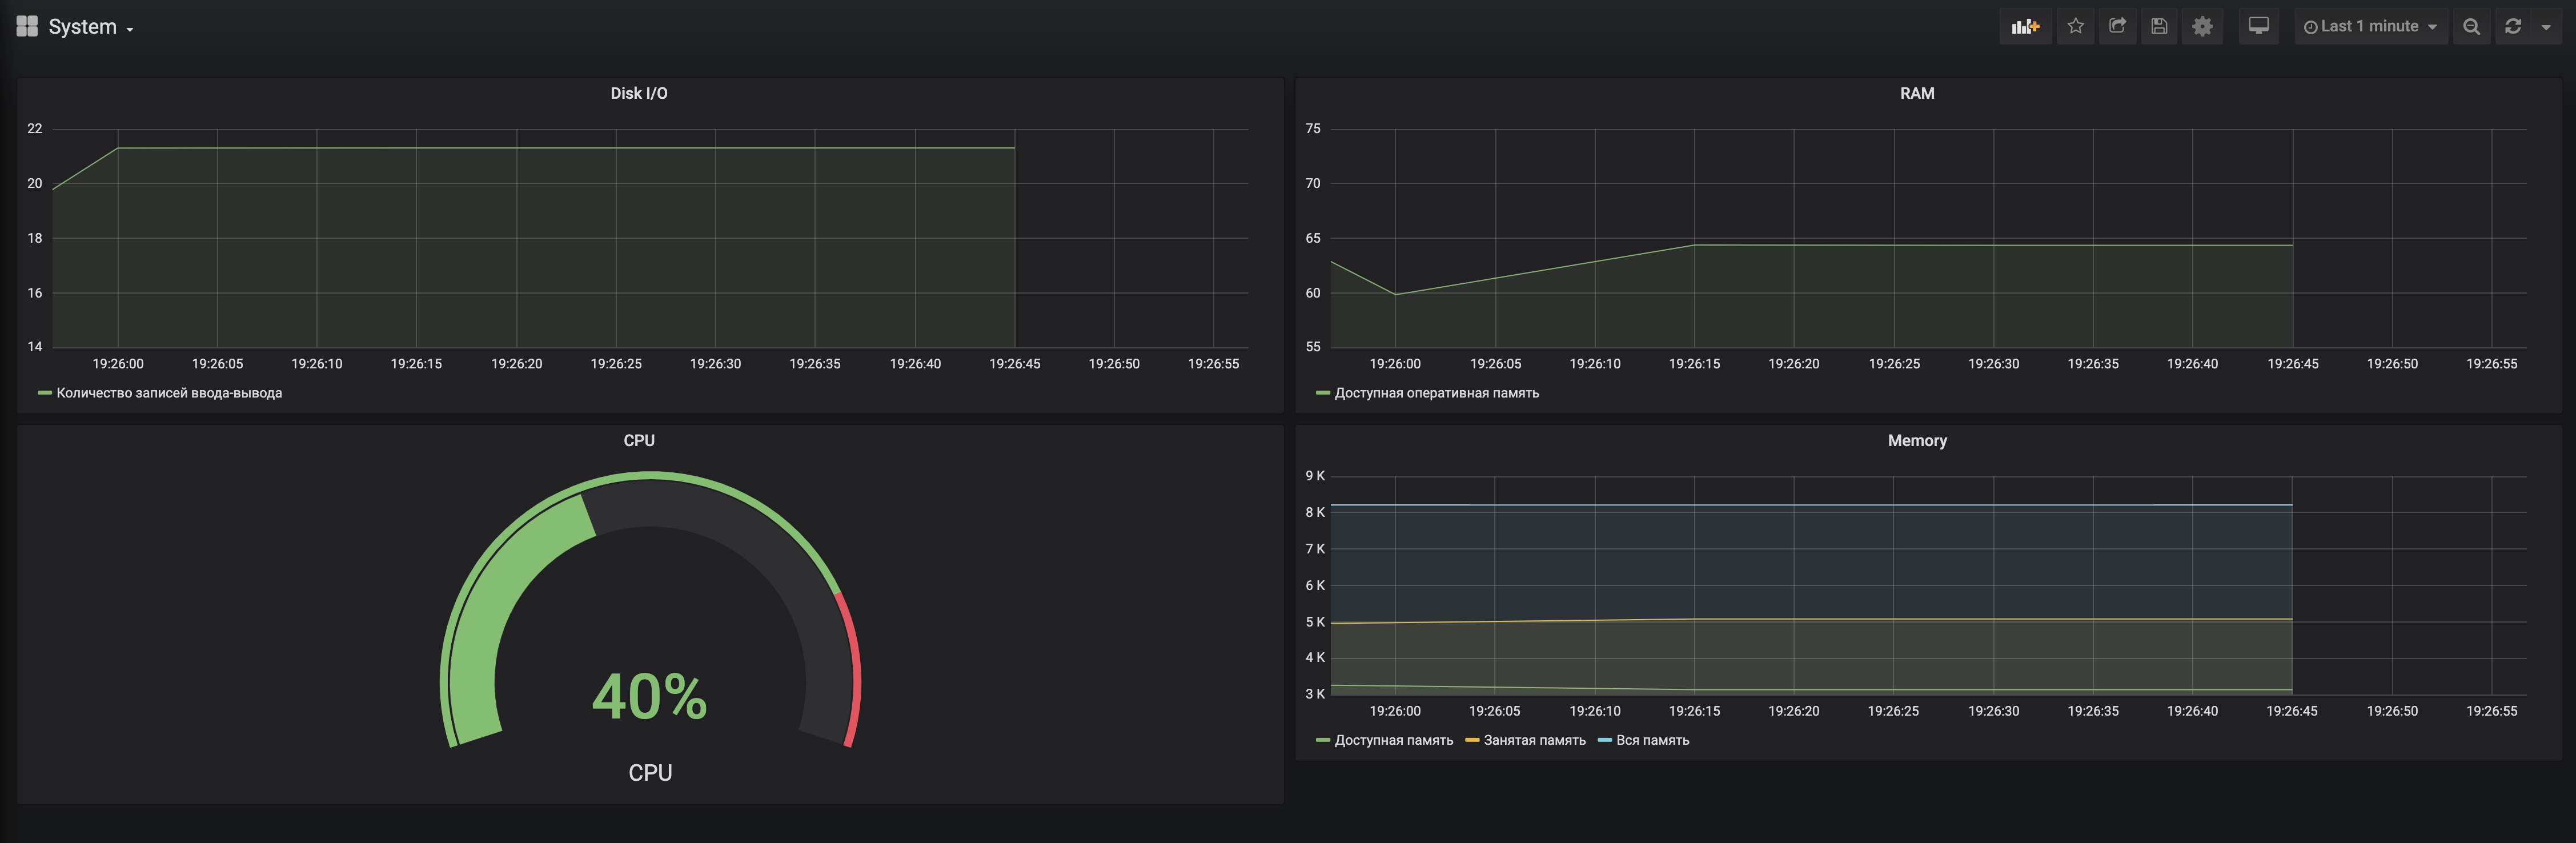 System
Last 1 minute
Disk I/O
22
20
18
16
14
19:26:00 19:26:05 19:26:10 19:26:15 19:26:20 19:26:25 19:26:30 19:26:35 19:26:40 19:26:45 19:26:50 19:26:55
Количество записей ввода-вывода
RAM
75
70
65
60
55
19:26:00 19:26:05 19:26:10 19:26:15 19:26:20 19:26:25 19:26:30 19:26:35 19:26:40 19:26:45 19:26:50 19:26:55
Доступная оперативная память
CPU
40%
CPU
Memory
9 K
8 K
7 K
6 K
5 K
4 K
3 K
19:26:00 19:26:05 19:26:10 19:26:15 19:26:20 19:26:25 19:26:30 19:26:35 19:26:40 19:26:45 19:26:50 19:26:55
Доступная память Занятая память Вся память